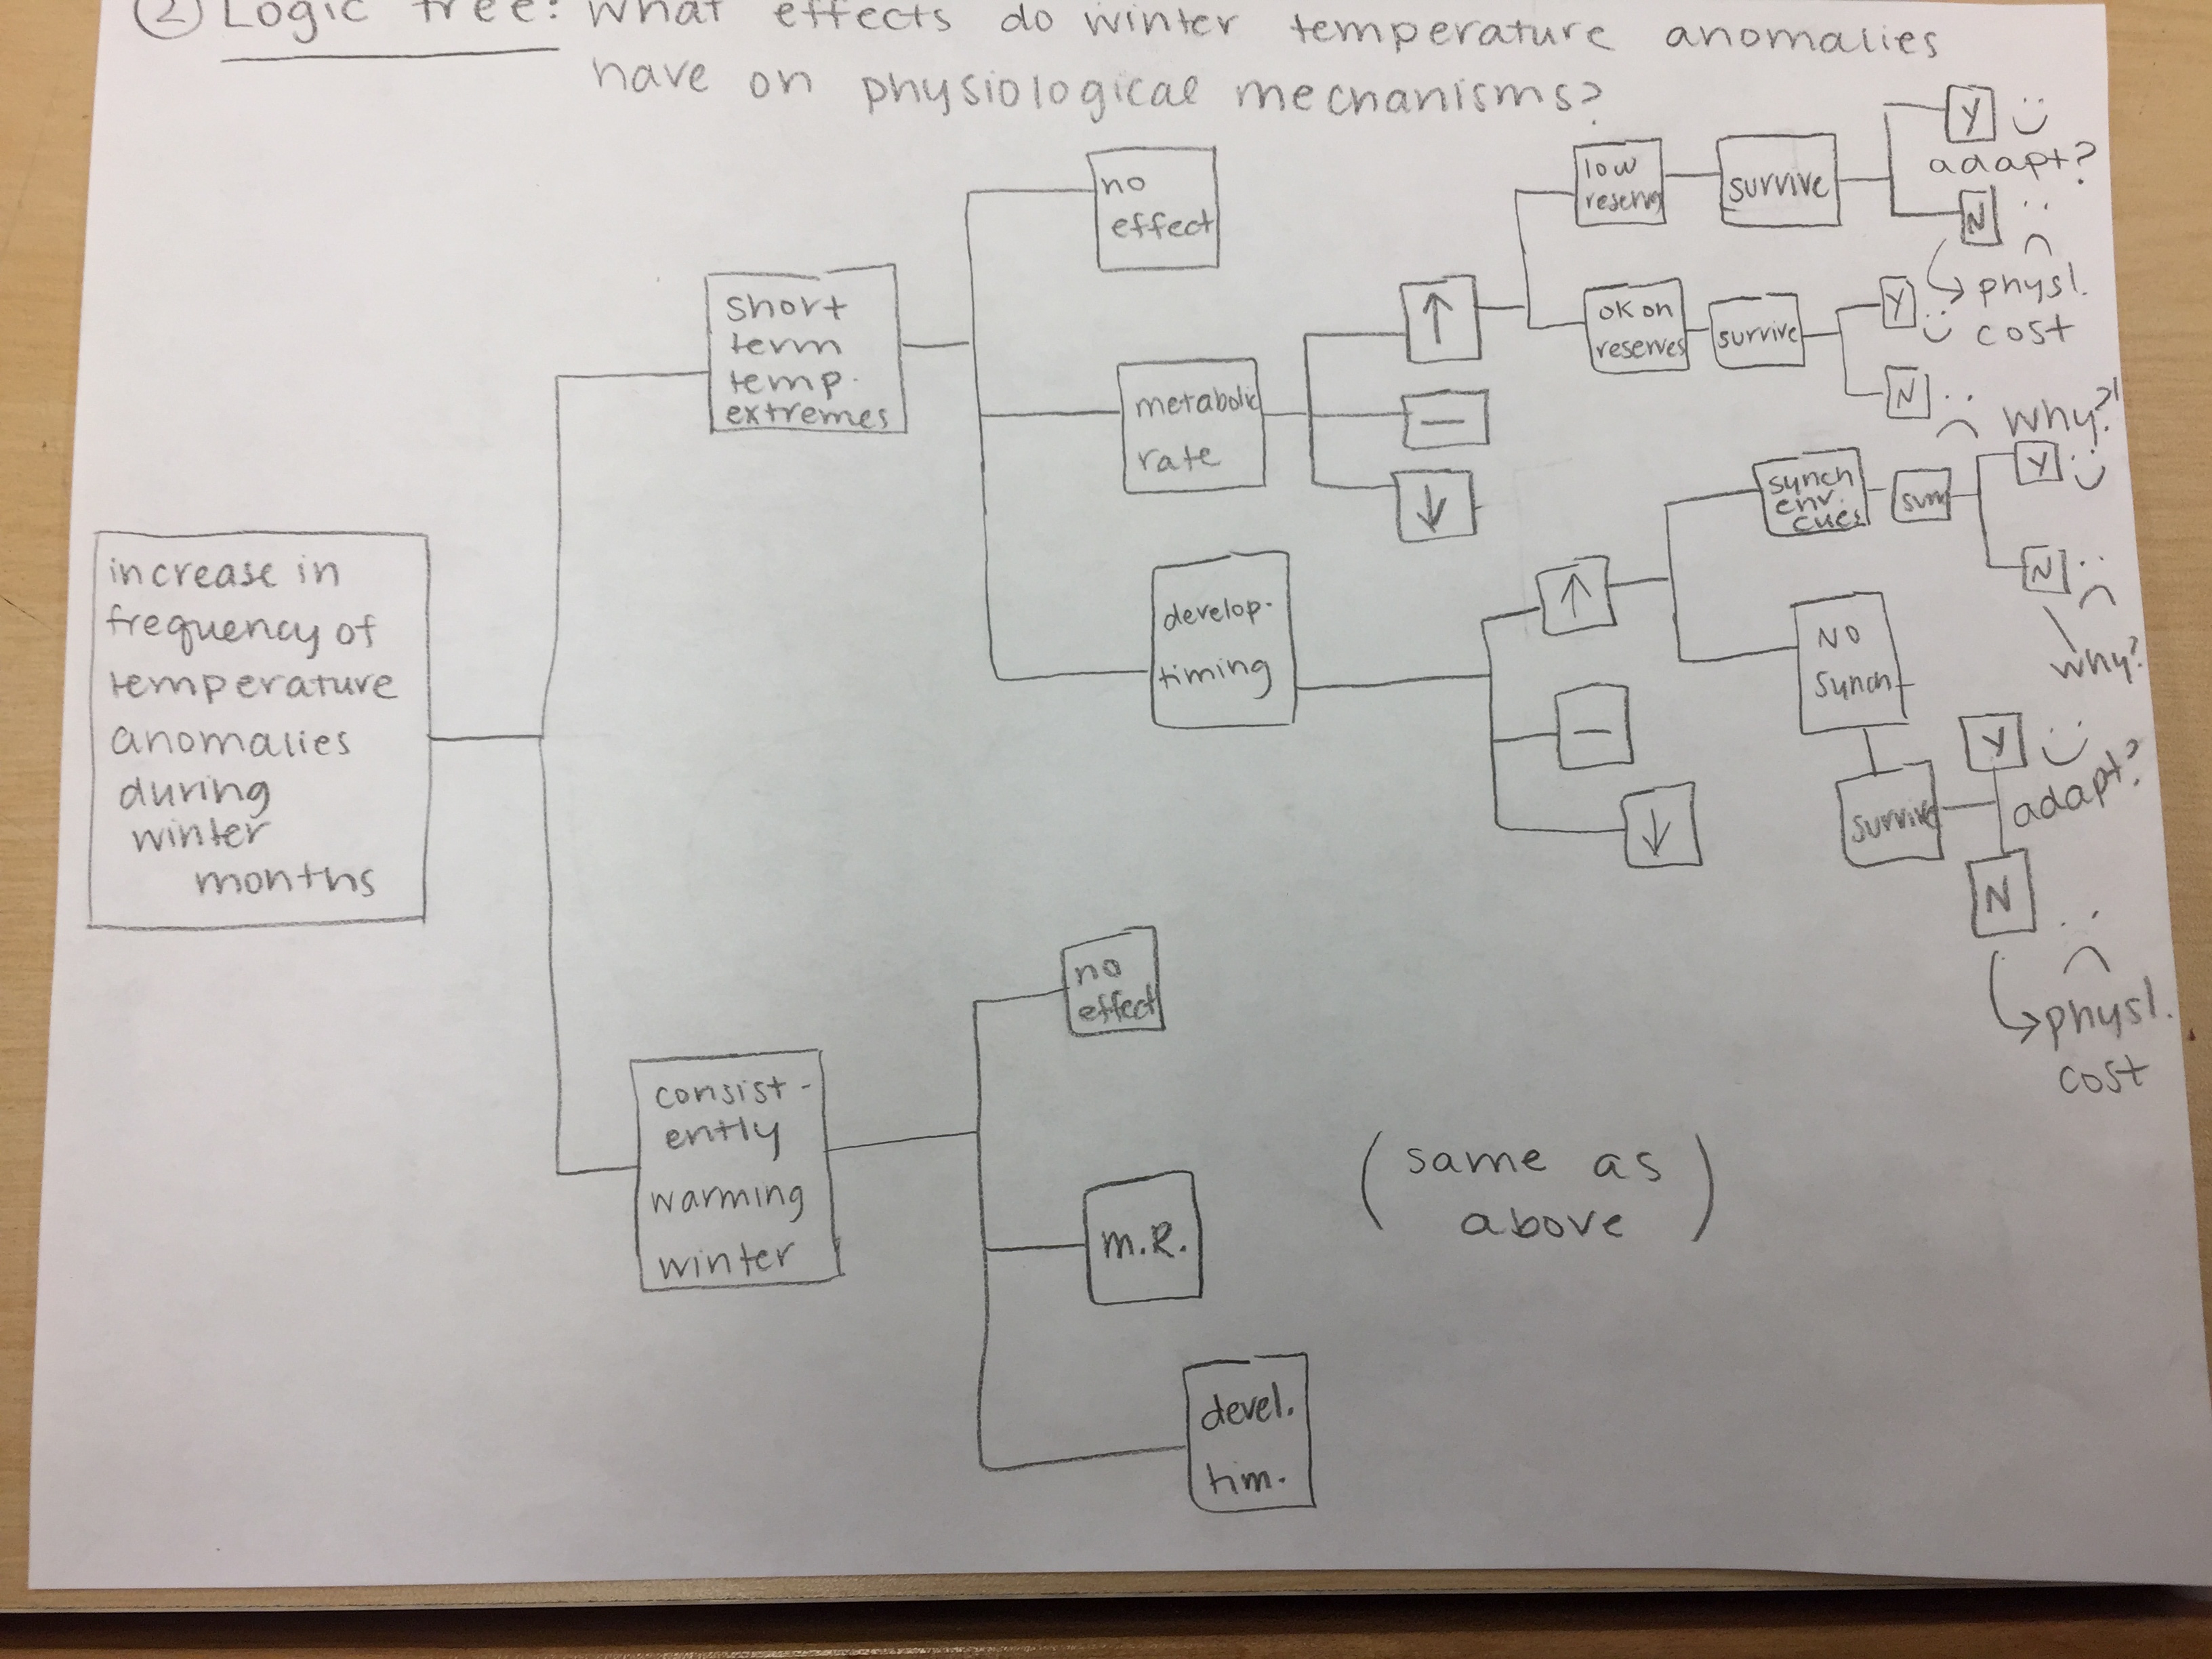 ② Logic tree: What effects do winter temperature anomalies
have on physiological mechanisms?
increase in
frequency of
temperature
anomalies
during
winter
months
short
term
temp.
extremes
no
effect
metabolic
rate
↑
low
reserv
survive
Y :)
adapt?
N :(
→ physl.
cost
ok on
reserves
survive
Y :)
N :( why?!
—
↓
develop.
timing
↑
synch
env.
cues
surv
Y :)
N :(
why?
No
synch
survive
Y :)
adapt?
N :(
→ physl.
cost
—
↓
consist-
ently
warming
winter
no
effect
m.R.
devel.
tim.
(same as
above)